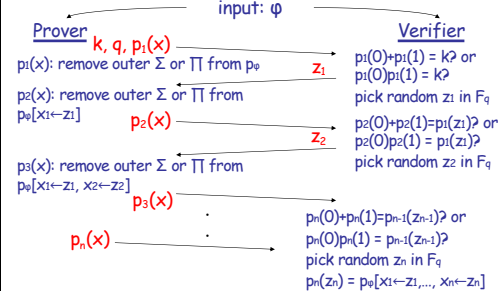 input: φ
Prover
Verifier
k, q, p₁(x)
p₁(x): remove outer Σ or ∏ from pᵩ
p₁(0)+p₁(1) = k? or
p₁(0)p₁(1) = k?
z₁
pick random z₁ in F_q
p₂(x): remove outer Σ or ∏ from
pᵩ[x₁←z₁]
p₂(x)
p₂(0)+p₂(1)=p₁(z₁)? or
p₂(0)p₂(1) = p₁(z₁)?
z₂
pick random z₂ in F_q
p₃(x): remove outer Σ or ∏ from
pᵩ[x₁←z₁, x₂←z₂]
p₃(x)
.
.
pₙ(x)
pₙ(0)+pₙ(1)=pₙ₋₁(zₙ₋₁)? or
pₙ(0)pₙ(1) = pₙ₋₁(zₙ₋₁)?
pick random zₙ in F_q
pₙ(zₙ) = pᵩ[x₁←z₁,…, xₙ←zₙ]